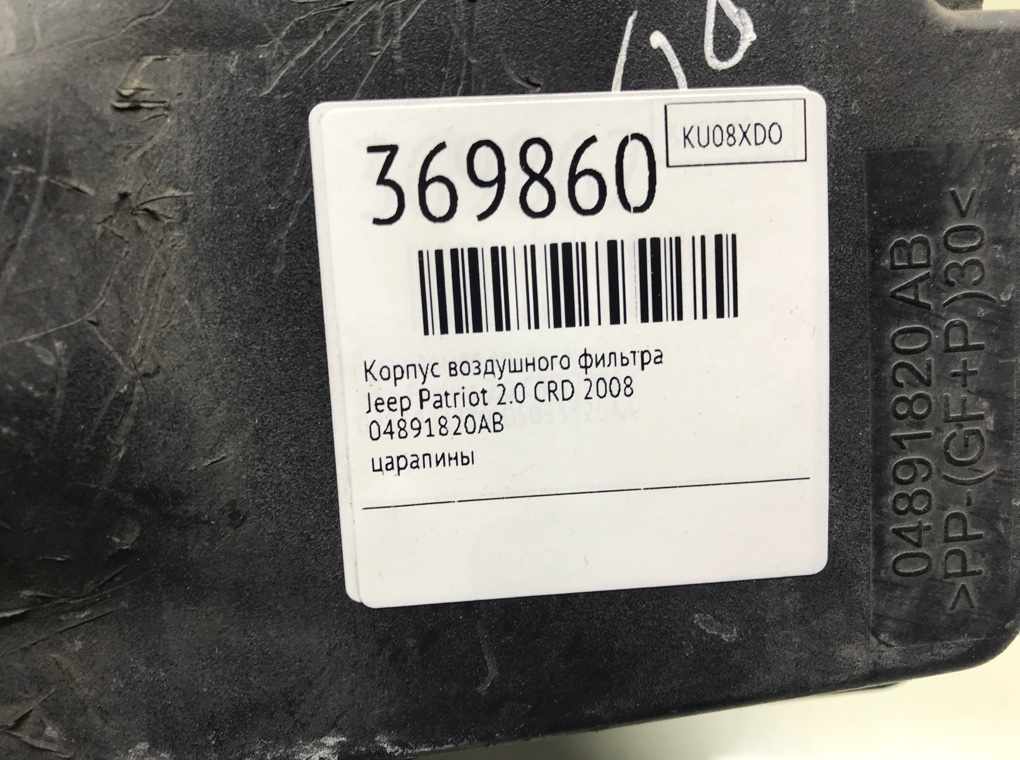 369860
KU08XDO
Корпус воздушного фильтра
Jeep Patriot 2.0 CRD 2008
04891820AB
царапины
04891820 AB
>PP-(GF+P)30<